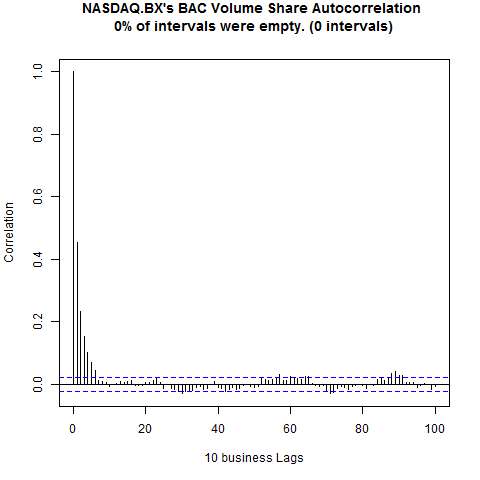 NASDAQ.BX's BAC Volume Share Autocorrelation
0% of intervals were empty. (0 intervals)
Correlation
1.0
0.8
0.6
0.4
0.2
0.0
0 20 40 60 80 100
10 business Lags